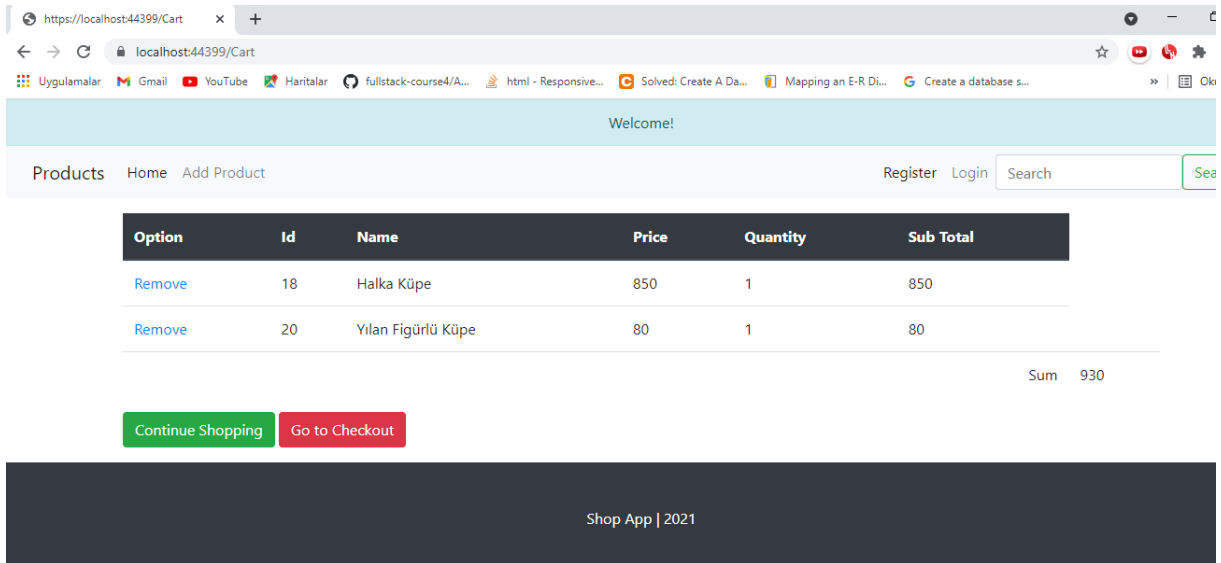 https://localhost:44399/Cart
localhost:44399/Cart
Uygulamalar Gmail YouTube Haritalar fullstack-course4/A... html - Responsive... Solved: Create A Da... Mapping an E-R Di... Create a database s... »
Welcome!
Products Home Add Product Register Login Search
Option Id Name Price Quantity Sub Total
Remove 18 Halka Küpe 850 1 850
Remove 20 Yılan Figürlü Küpe 80 1 80
Sum 930
Continue Shopping Go to Checkout
Shop App | 2021